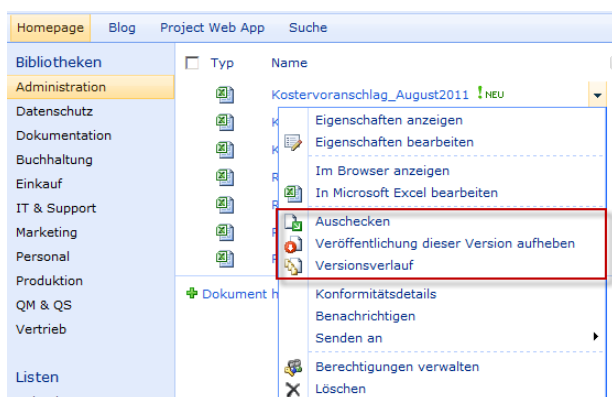 Homepage Blog Project Web App Suche
Bibliotheken
Typ Name
Administration
Kostervoranschlag_August2011 ! NEU
Datenschutz
Eigenschaften anzeigen
Dokumentation
Eigenschaften bearbeiten
Buchhaltung
Im Browser anzeigen
Einkauf
In Microsoft Excel bearbeiten
IT & Support
Auschecken
Marketing
Veröffentlichung dieser Version aufheben
Personal
Versionsverlauf
Produktion
Dokument h
Konformitätsdetails
QM & QS
Benachrichtigen
Vertrieb
Senden an
Berechtigungen verwalten
Listen
Löschen